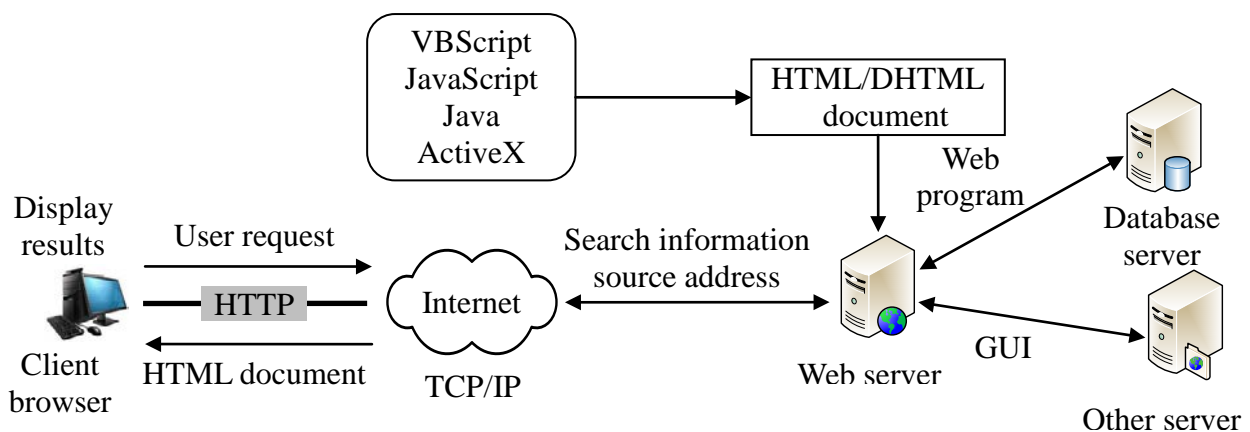 VBScript
JavaScript
Java
ActiveX
HTML/DHTML
document
Web
program
Database
server
Display
results
User request
HTTP
HTML document
Client
browser
Internet
TCP/IP
Search information
source address
Web server
GUI
Other server